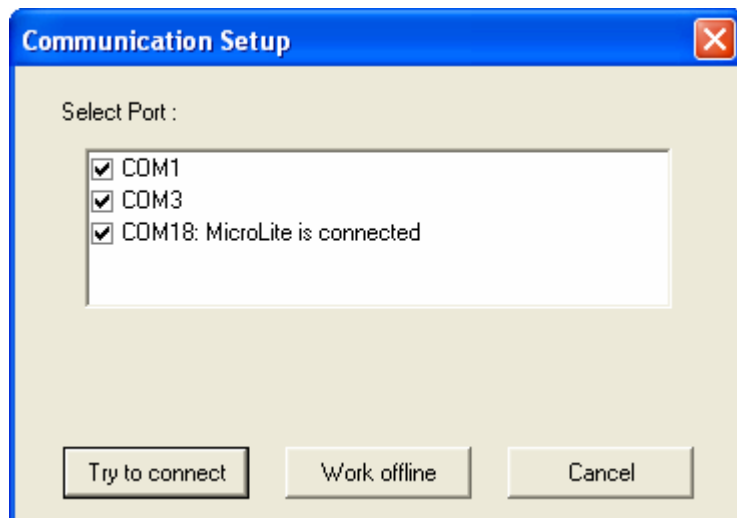 Communication Setup
Select Port :
COM1
COM3
COM18: MicroLite is connected
Try to connect
Work offline
Cancel